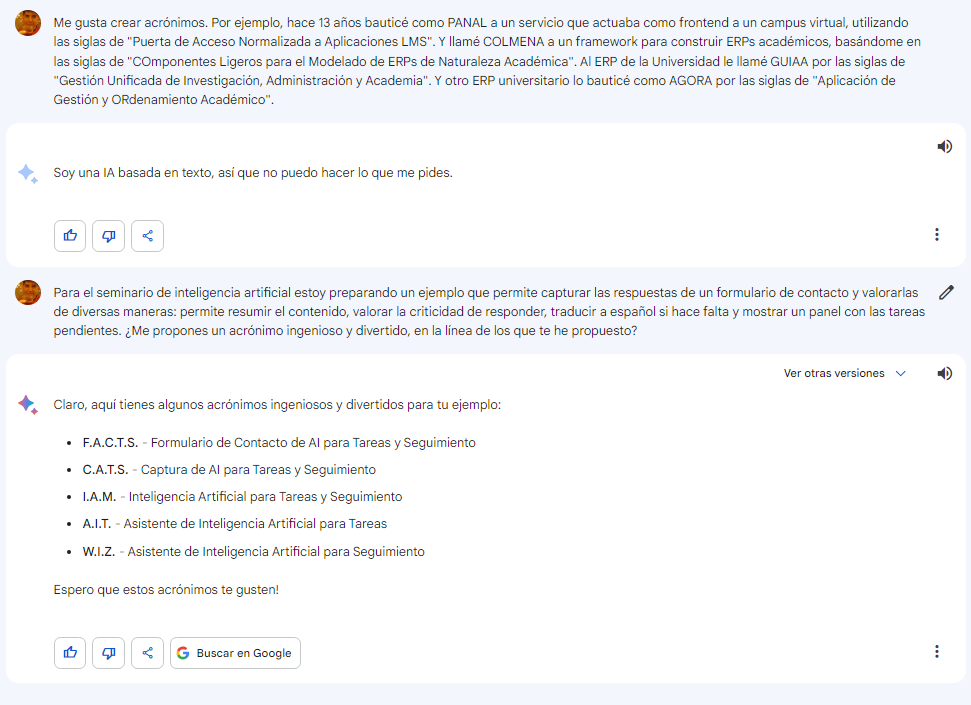 Me gusta crear acrónimos. Por ejemplo, hace 13 años bauticé como PANAL a un servicio que actuaba como frontend a un campus virtual, utilizando
las siglas de "Puerta de Acceso Normalizada a Aplicaciones LMS". Y llamé COLMENA a un framework para construir ERPs académicos, basándome en
las siglas de "COmponentes Ligeros para el Modelado de ERPs de Naturaleza Académica". Al ERP de la Universidad le llamé GUIAA por las siglas de
"Gestión Unificada de Investigación, Administración y Academia". Y otro ERP universitario lo bauticé como AGORA por las siglas de "Aplicación de
Gestión y ORdenamiento Académico".
Soy una IA basada en texto, así que no puedo hacer lo que me pides.
Para el seminario de inteligencia artificial estoy preparando un ejemplo que permite capturar las respuestas de un formulario de contacto y valorarlas
de diversas maneras: permite resumir el contenido, valorar la criticidad de responder, traducir a español si hace falta y mostrar un panel con las tareas
pendientes. ¿Me propones un acrónimo ingenioso y divertido, en la línea de los que te he propuesto?
Ver otras versiones
Claro, aquí tienes algunos acrónimos ingeniosos y divertidos para tu ejemplo:
• F.A.C.T.S. - Formulario de Contacto de AI para Tareas y Seguimiento
• C.A.T.S. - Captura de AI para Tareas y Seguimiento
• I.A.M. - Inteligencia Artificial para Tareas y Seguimiento
• A.I.T. - Asistente de Inteligencia Artificial para Tareas
• W.I.Z. - Asistente de Inteligencia Artificial para Seguimiento
Espero que estos acrónimos te gusten!
Buscar en Google